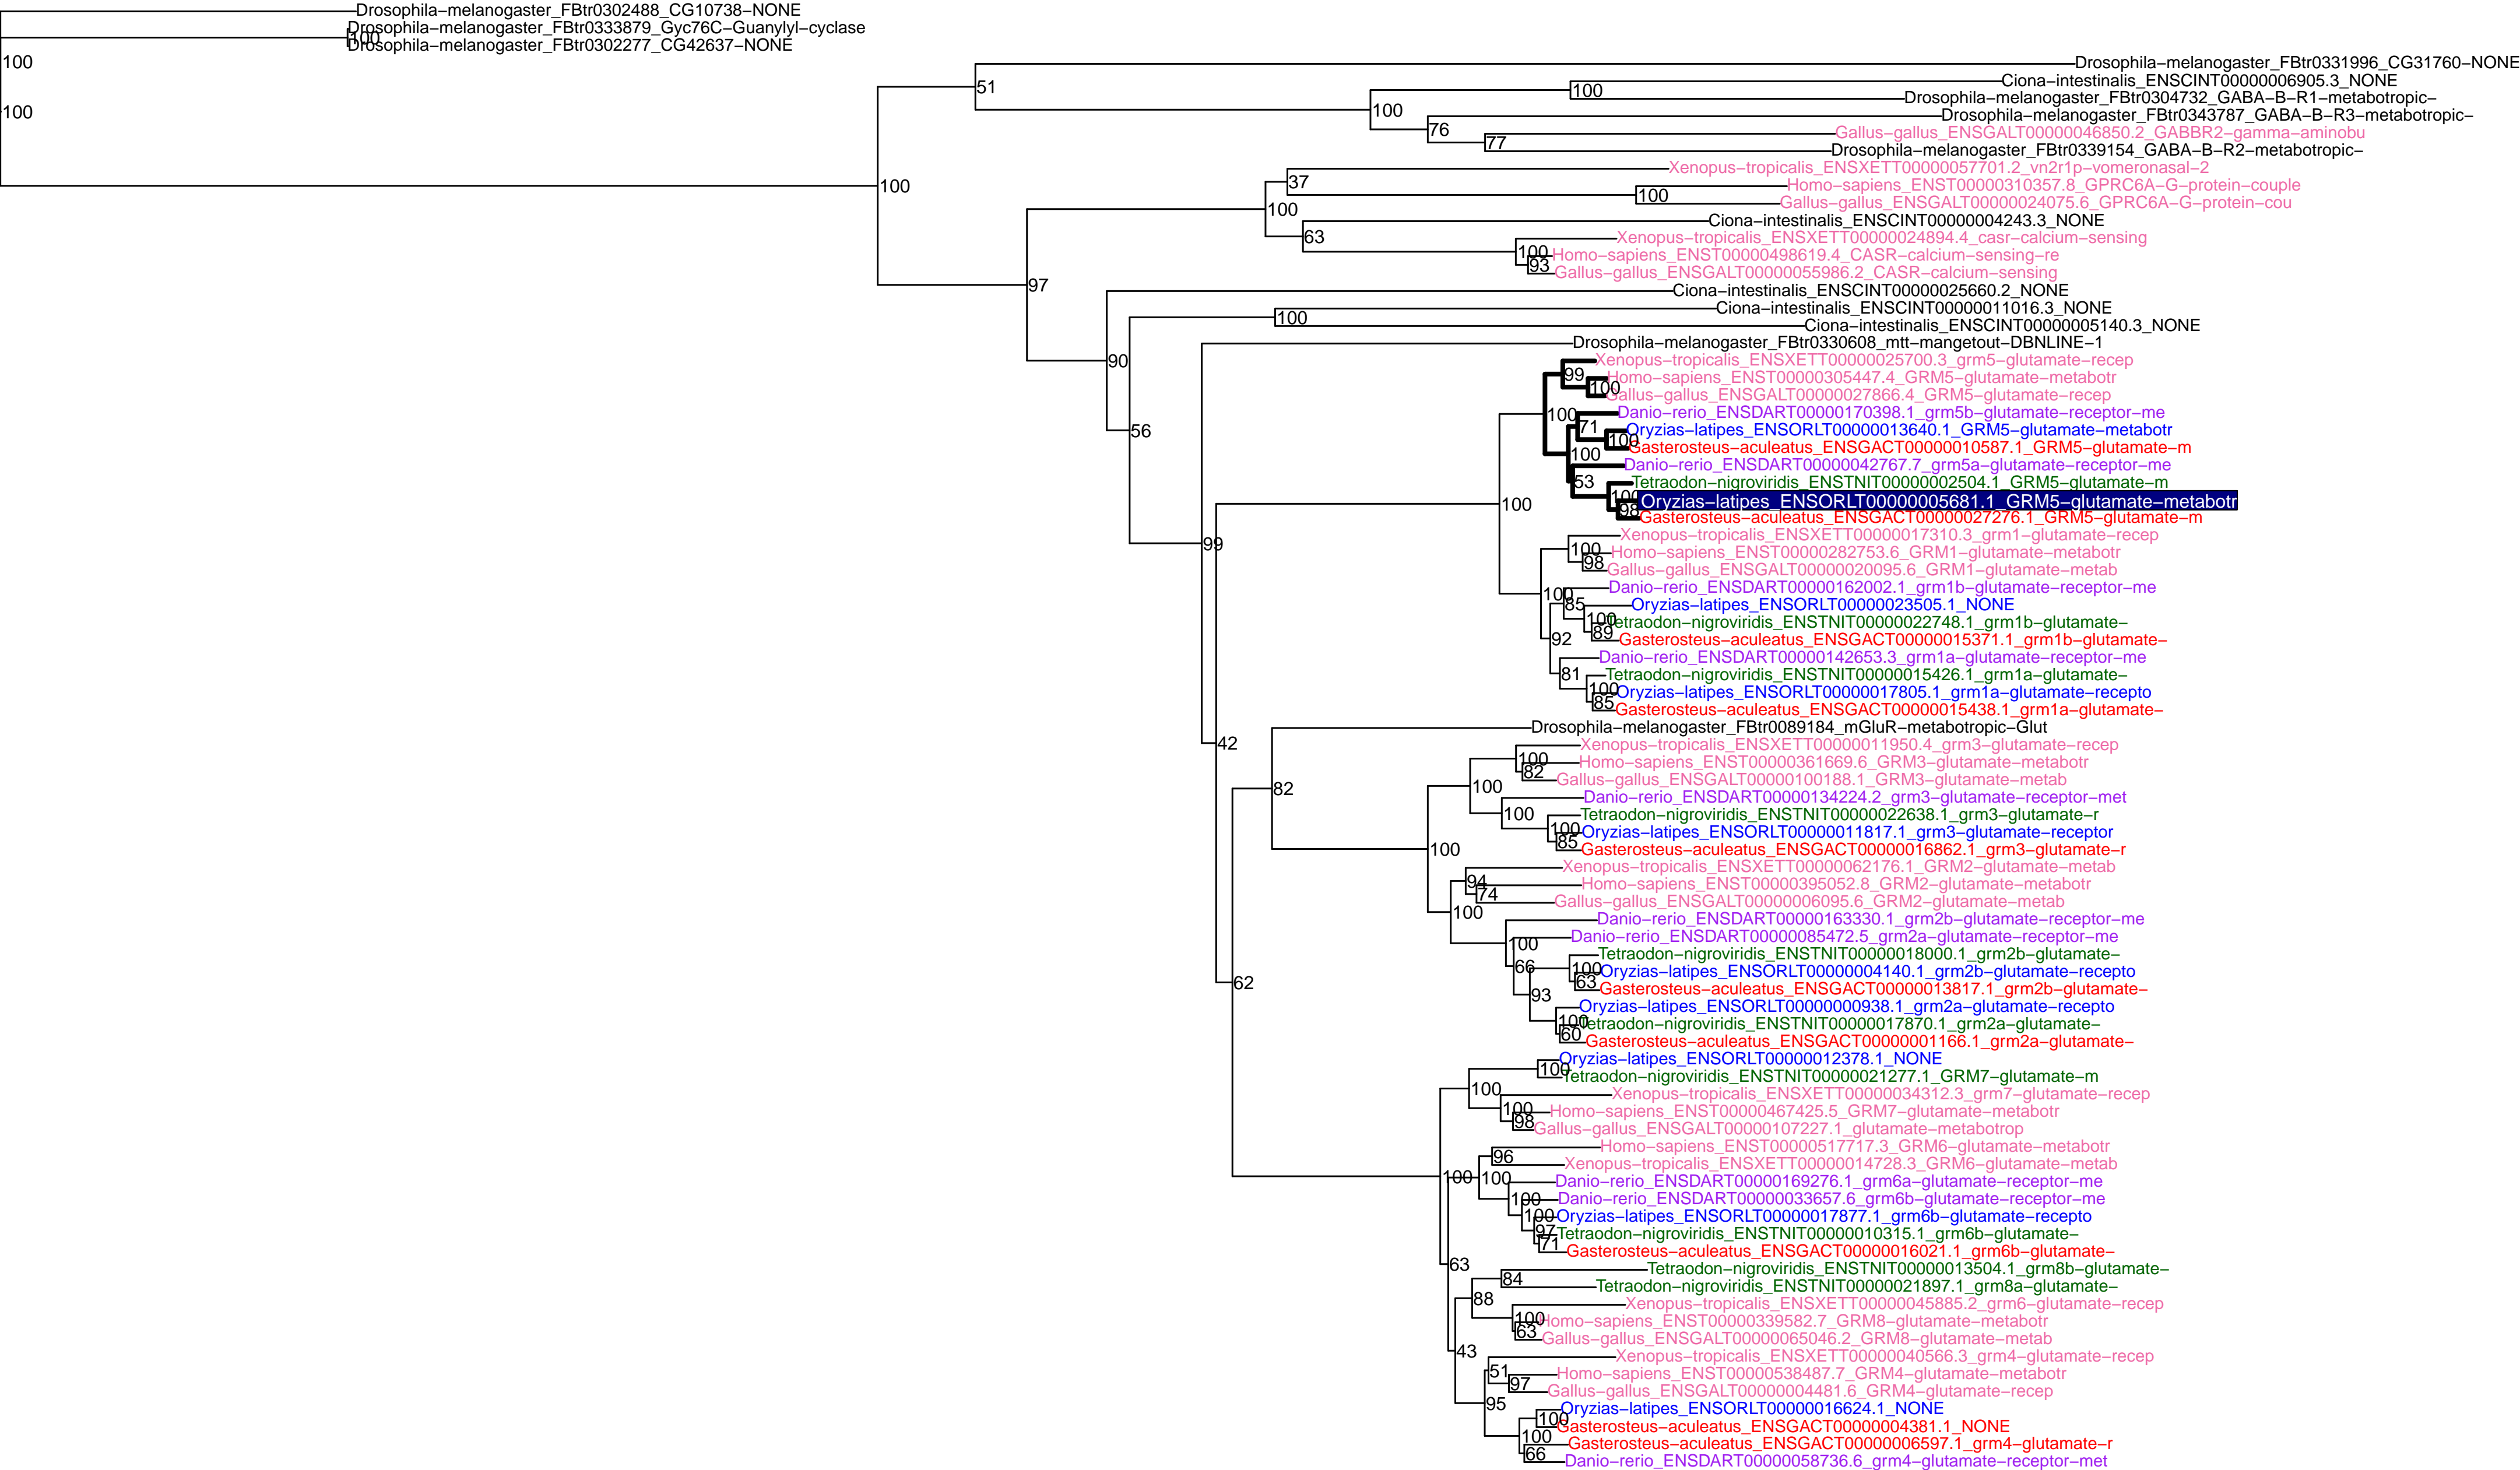 Drosophila−melanogaster_FBtr0302488_CG10738−NONE
Drosophila−melanogaster_FBtr0333879_Gyc76C−Guanylyl−cyclase
100
Drosophila−melanogaster_FBtr0302277_CG42637−NONE
100
Drosophila−melanogaster_FBtr0331996_CG31760−NONE
Ciona−intestinalis_ENSCINT00000006905.3_NONE
51
100
Drosophila−melanogaster_FBtr0304732_GABA−B−R1−metabotropic−
100
100
Drosophila−melanogaster_FBtr0343787_GABA−B−R3−metabotropic−
76
Gallus−gallus_ENSGALT00000046850.2_GABBR2−gamma−aminobu
77
Drosophila−melanogaster_FBtr0339154_GABA−B−R2−metabotropic−
Xenopus−tropicalis_ENSXETT00000057701.2_vn2r1p−vomeronasal−2
37
100
Homo−sapiens_ENST00000310357.8_GPRC6A−G−protein−couple
100
Gallus−gallus_ENSGALT00000024075.6_GPRC6A−G−protein−cou
100
Ciona−intestinalis_ENSCINT00000004243.3_NONE
63
Xenopus−tropicalis_ENSXETT00000024894.4_casr−calcium−sensing
100
Homo−sapiens_ENST00000498619.4_CASR−calcium−sensing−re
93
Gallus−gallus_ENSGALT00000055986.2_CASR−calcium−sensing
97
Ciona−intestinalis_ENSCINT00000025660.2_NONE
Ciona−intestinalis_ENSCINT00000011016.3_NONE
100
Ciona−intestinalis_ENSCINT00000005140.3_NONE
Drosophila−melanogaster_FBtr0330608_mtt−mangetout−DBNLINE−1
90
Xenopus−tropicalis_ENSXETT00000025700.3_grm5−glutamate−recep
99
Homo−sapiens_ENST00000305447.4_GRM5−glutamate−metabotr
100
Gallus−gallus_ENSGALT00000027866.4_GRM5−glutamate−recep
100
Danio−rerio_ENSDART00000170398.1_grm5b−glutamate−receptor−me
71
56
Oryzias−latipes_ENSORLT00000013640.1_GRM5−glutamate−metabotr
100
Gasterosteus−aculeatus_ENSGACT00000010587.1_GRM5−glutamate−m
100
Danio−rerio_ENSDART00000042767.7_grm5a−glutamate−receptor−me
53
Tetraodon−nigroviridis_ENSTNIT00000002504.1_GRM5−glutamate−m
100
100
Oryzias−latipes_ENSORLT00000005681.1_GRM5−glutamate−metabotr
98
Gasterosteus−aculeatus_ENSGACT00000027276.1_GRM5−glutamate−m
Xenopus−tropicalis_ENSXETT00000017310.3_grm1−glutamate−recep
99
100
Homo−sapiens_ENST00000282753.6_GRM1−glutamate−metabotr
98
Gallus−gallus_ENSGALT00000020095.6_GRM1−glutamate−metab
Danio−rerio_ENSDART00000162002.1_grm1b−glutamate−receptor−me
100
85
Oryzias−latipes_ENSORLT00000023505.1_NONE
100
Tetraodon−nigroviridis_ENSTNIT00000022748.1_grm1b−glutamate−
89
92
Gasterosteus−aculeatus_ENSGACT00000015371.1_grm1b−glutamate−
Danio−rerio_ENSDART00000142653.3_grm1a−glutamate−receptor−me
81
Tetraodon−nigroviridis_ENSTNIT00000015426.1_grm1a−glutamate−
100
Oryzias−latipes_ENSORLT00000017805.1_grm1a−glutamate−recepto
85
Gasterosteus−aculeatus_ENSGACT00000015438.1_grm1a−glutamate−
Drosophila−melanogaster_FBtr0089184_mGluR−metabotropic−Glut
42
Xenopus−tropicalis_ENSXETT00000011950.4_grm3−glutamate−recep
100
Homo−sapiens_ENST00000361669.6_GRM3−glutamate−metabotr
82
Gallus−gallus_ENSGALT00000100188.1_GRM3−glutamate−metab
82
100
Danio−rerio_ENSDART00000134224.2_grm3−glutamate−receptor−met
100
Tetraodon−nigroviridis_ENSTNIT00000022638.1_grm3−glutamate−r
100
Oryzias−latipes_ENSORLT00000011817.1_grm3−glutamate−receptor
85
100
Gasterosteus−aculeatus_ENSGACT00000016862.1_grm3−glutamate−r
Xenopus−tropicalis_ENSXETT00000062176.1_GRM2−glutamate−metab
94
Homo−sapiens_ENST00000395052.8_GRM2−glutamate−metabotr
74
Gallus−gallus_ENSGALT00000006095.6_GRM2−glutamate−metab
100
Danio−rerio_ENSDART00000163330.1_grm2b−glutamate−receptor−me
100
Danio−rerio_ENSDART00000085472.5_grm2a−glutamate−receptor−me
Tetraodon−nigroviridis_ENSTNIT00000018000.1_grm2b−glutamate−
66
100
Oryzias−latipes_ENSORLT00000004140.1_grm2b−glutamate−recepto
62
63
Gasterosteus−aculeatus_ENSGACT00000013817.1_grm2b−glutamate−
93
Oryzias−latipes_ENSORLT00000000938.1_grm2a−glutamate−recepto
100
Tetraodon−nigroviridis_ENSTNIT00000017870.1_grm2a−glutamate−
60
Gasterosteus−aculeatus_ENSGACT00000001166.1_grm2a−glutamate−
Oryzias−latipes_ENSORLT00000012378.1_NONE
100
Tetraodon−nigroviridis_ENSTNIT00000021277.1_GRM7−glutamate−m
100
Xenopus−tropicalis_ENSXETT00000034312.3_grm7−glutamate−recep
100
Homo−sapiens_ENST00000467425.5_GRM7−glutamate−metabotr
98
Gallus−gallus_ENSGALT00000107227.1_glutamate−metabotrop
Homo−sapiens_ENST00000517717.3_GRM6−glutamate−metabotr
96
Xenopus−tropicalis_ENSXETT00000014728.3_GRM6−glutamate−metab
100
100
Danio−rerio_ENSDART00000169276.1_grm6a−glutamate−receptor−me
100
Danio−rerio_ENSDART00000033657.6_grm6b−glutamate−receptor−me
100
Oryzias−latipes_ENSORLT00000017877.1_grm6b−glutamate−recepto
97
Tetraodon−nigroviridis_ENSTNIT00000010315.1_grm6b−glutamate−
71
Gasterosteus−aculeatus_ENSGACT00000016021.1_grm6b−glutamate−
63
Tetraodon−nigroviridis_ENSTNIT00000013504.1_grm8b−glutamate−
84
Tetraodon−nigroviridis_ENSTNIT00000021897.1_grm8a−glutamate−
88
Xenopus−tropicalis_ENSXETT00000045885.2_grm6−glutamate−recep
100
Homo−sapiens_ENST00000339582.7_GRM8−glutamate−metabotr
63
Gallus−gallus_ENSGALT00000065046.2_GRM8−glutamate−metab
43
Xenopus−tropicalis_ENSXETT00000040566.3_grm4−glutamate−recep
51
Homo−sapiens_ENST00000538487.7_GRM4−glutamate−metabotr
97
Gallus−gallus_ENSGALT00000004481.6_GRM4−glutamate−recep
95
Oryzias−latipes_ENSORLT00000016624.1_NONE
100
Gasterosteus−aculeatus_ENSGACT00000004381.1_NONE
100
Gasterosteus−aculeatus_ENSGACT00000006597.1_grm4−glutamate−r
66
Danio−rerio_ENSDART00000058736.6_grm4−glutamate−receptor−met